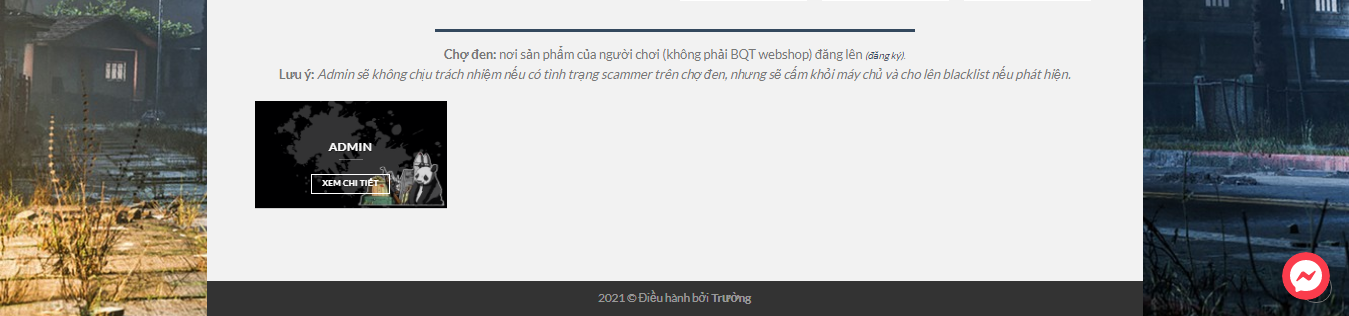 Chợ đen: nơi sản phẩm của người chơi (không phải BQT webshop) đăng lên (đăng ký).
Lưu ý: Admin sẽ không chịu trách nhiệm nếu có tình trạng scammer trên chợ đen, nhưng sẽ cấm khỏi máy chủ và cho lên blacklist nếu phát hiện.
ADMIN
XEM CHI TIẾT
2021 © Điều hành bởi Trường